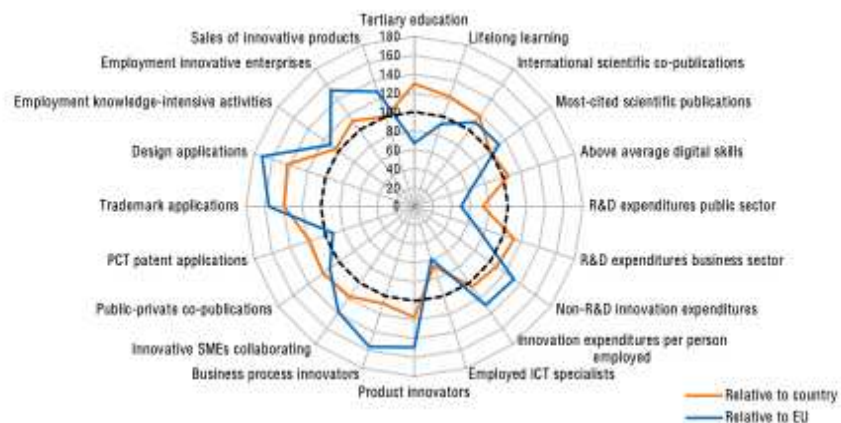 Tertiary education
Sales of innovative products
Lifelong learning
Employment innovative enterprises
International scientific co-publications
Employment knowledge-intensive activities
Most-cited scientific publications
Design applications
Above average digital skills
Trademark applications
R&D expenditures public sector
PCT patent applications
R&D expenditures business sector
Public-private co-publications
Non-R&D innovation expenditures
Innovative SMEs collaborating
Innovation expenditures per person
employed
Business process innovators
Employed ICT specialists
Product innovators
180
160
140
120
100
80
60
40
20
0
Relative to country
Relative to EU